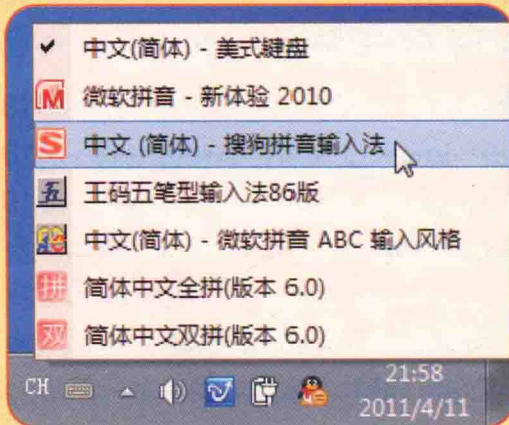 中文(简体) - 美式键盘
微软拼音 - 新体验 2010
中文 (简体) - 搜狗拼音输入法
王码五笔型输入法86版
中文(简体) - 微软拼音 ABC 输入风格
简体中文全拼(版本 6.0)
简体中文双拼(版本 6.0)
CH
21:58
2011/4/11